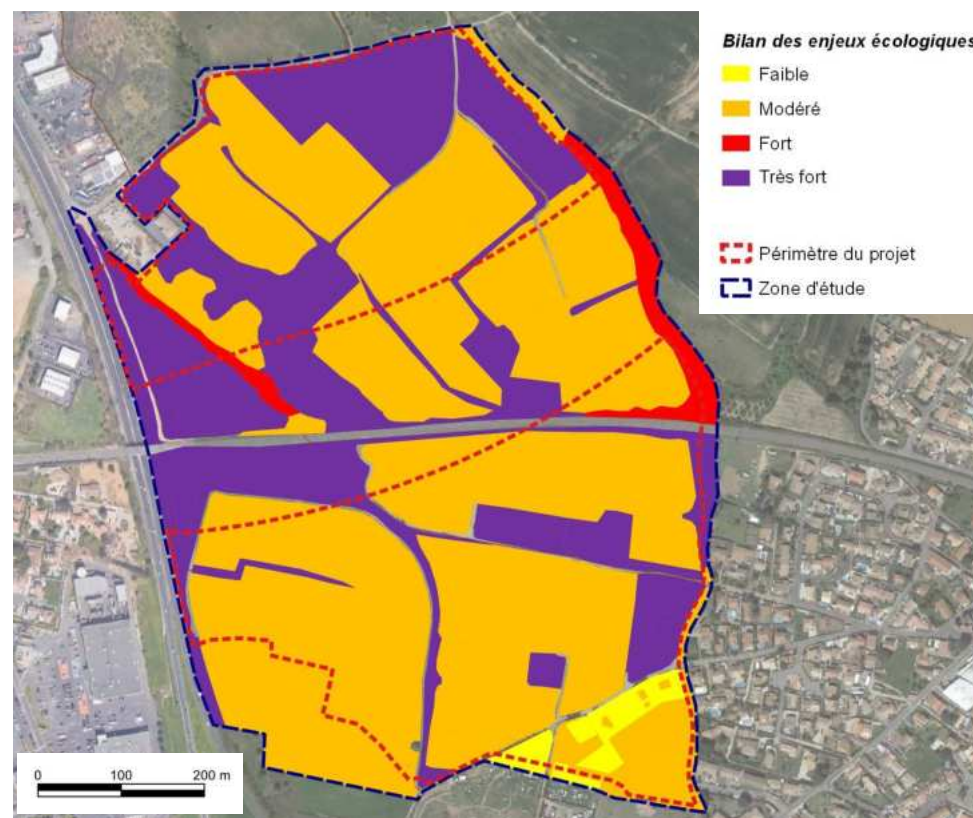 Bilan des enjeux écologiques
Faible
Modéré
Fort
Très fort
Périmètre du projet
Zone d'étude
0 100 200 m